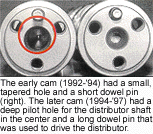 The early cam (1992-'94) had a small,
tapered hole and a short dowel pin
(right). The later cam (1994-'97) had a
deep pilot hole for the distributor shaft
in the center and a long dowel pin that
was used to drive the distributor.